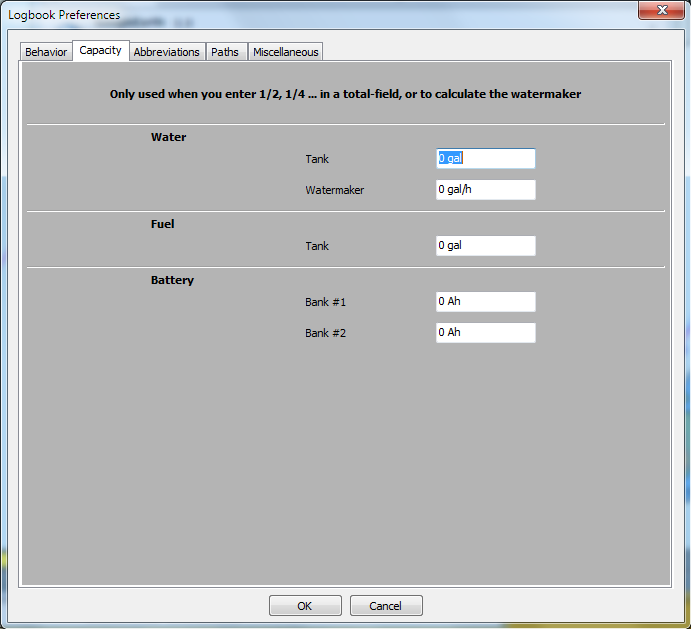 Logbook Preferences
Behavior Capacity Abbreviations Paths Miscellaneous
Only used when you enter 1/2, 1/4 ... in a total-field, or to calculate the watermaker
Water
Tank 0 gal
Watermaker 0 gal/h
Fuel
Tank 0 gal
Battery
Bank #1 0 Ah
Bank #2 0 Ah
OK Cancel